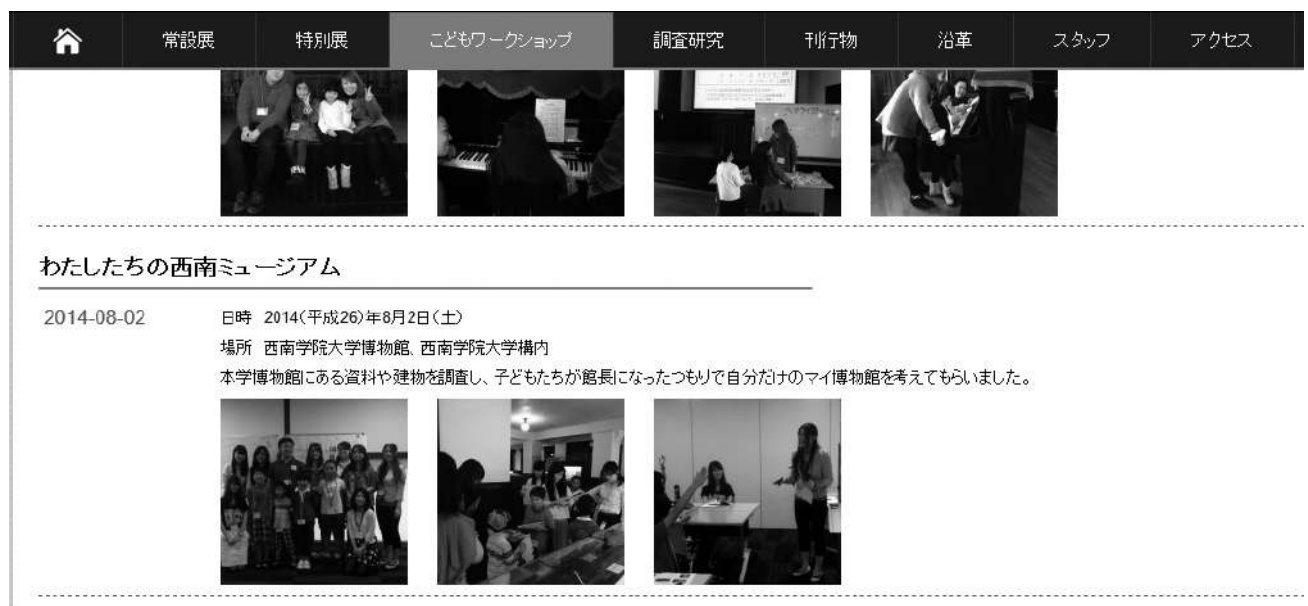 常設展 特別展 こどもワークショップ 調査研究 刊行物 沿革 スタッフ アクセス
わたしたちの西南ミュージアム
2014-08-02 日時 2014(平成26)年8月2日(土)
場所 西南学院大学博物館、西南学院大学構内
本学博物館にある資料や建物を調査し、子どもたちが館長になったつもりで自分だけのマイ博物館を考えてもらいました。